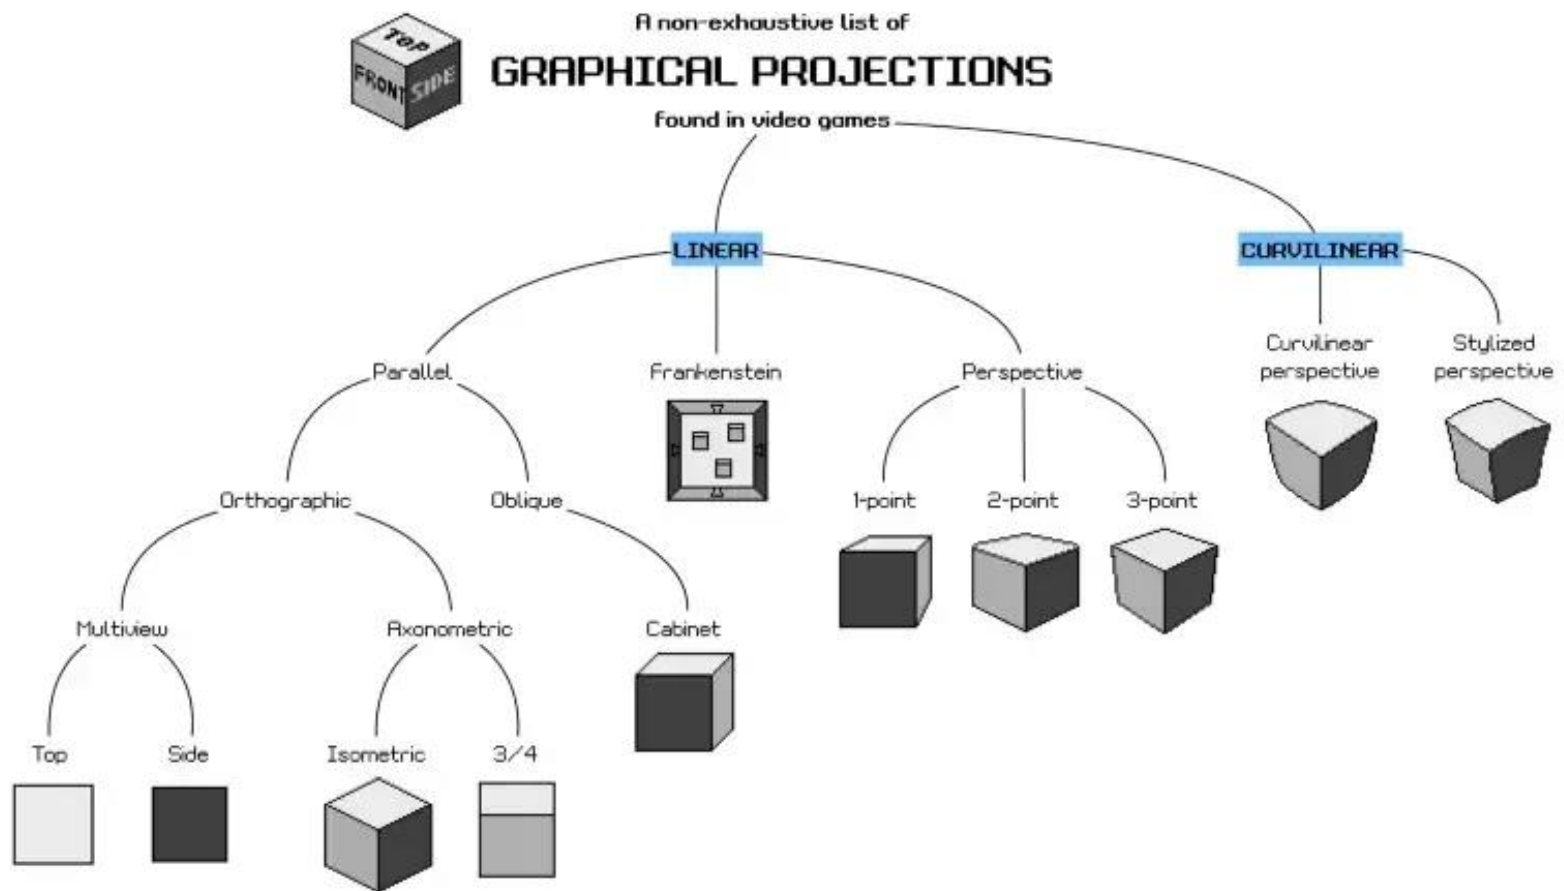 A non-exhaustive list of
TOP
FRONT
SIDE
GRAPHICAL PROJECTIONS
found in video games
LINEAR
CURVILINEAR
Curvilinear
perspective
Stylized
perspective
Parallel
Frankenstein
Perspective
Orthographic
Oblique
1-point
2-point
3-point
Multiview
Axonometric
Cabinet
Top
Side
Isometric
3/4